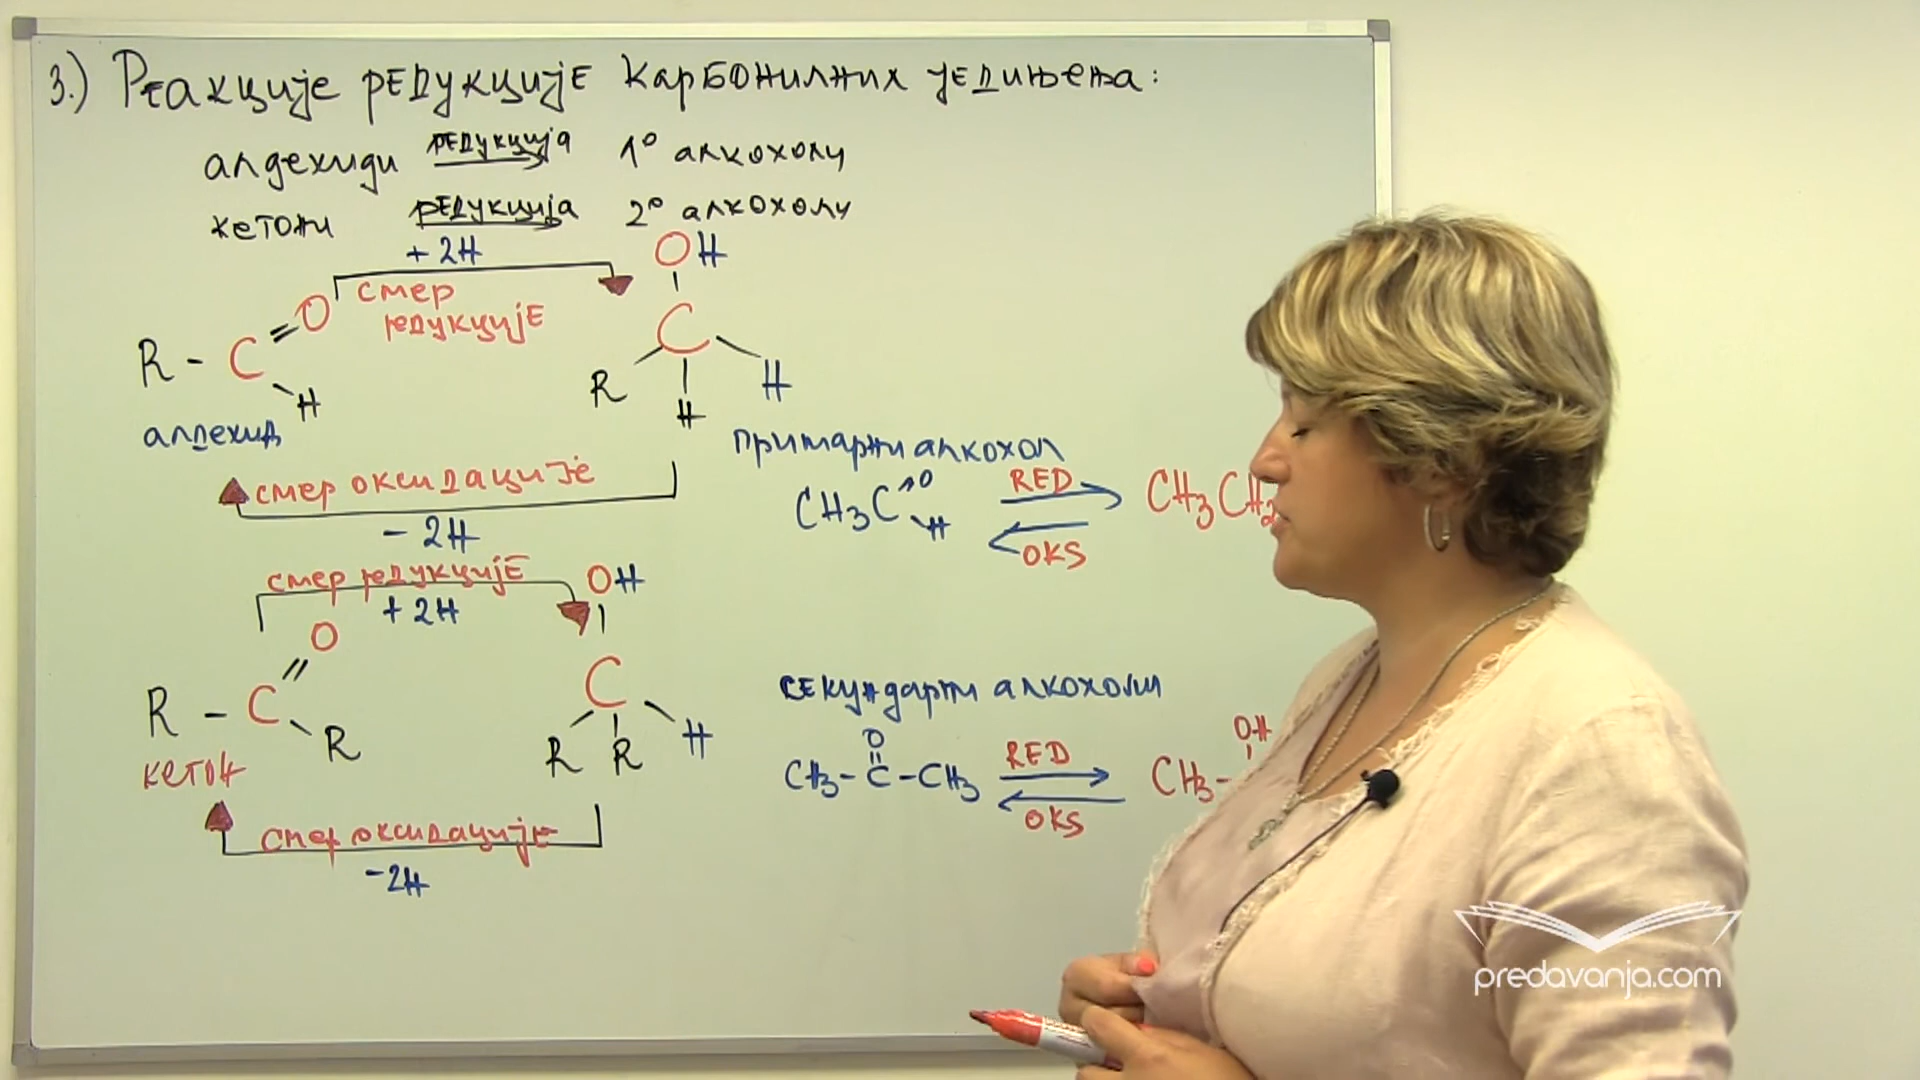 3.) Реакције редукције карбонилних једињења:
алдехиди редукција 1° алкохоли
кетони редукција 2° алкохоли
+ 2H
OH
смер
редукције
R - C = O
H
алдехид
C
R H H
примарни алкохол
смер оксидације
- 2H
CH3C O H RED OKS CH3CH2
смер редукције
+ 2H
OH
O
R - C
R
кетон
C
R R H
секундарни алкохоли
O
CH3 - C - CH3 RED OKS CH3 -
OH
смер оксидације
-2H
predavanja.com